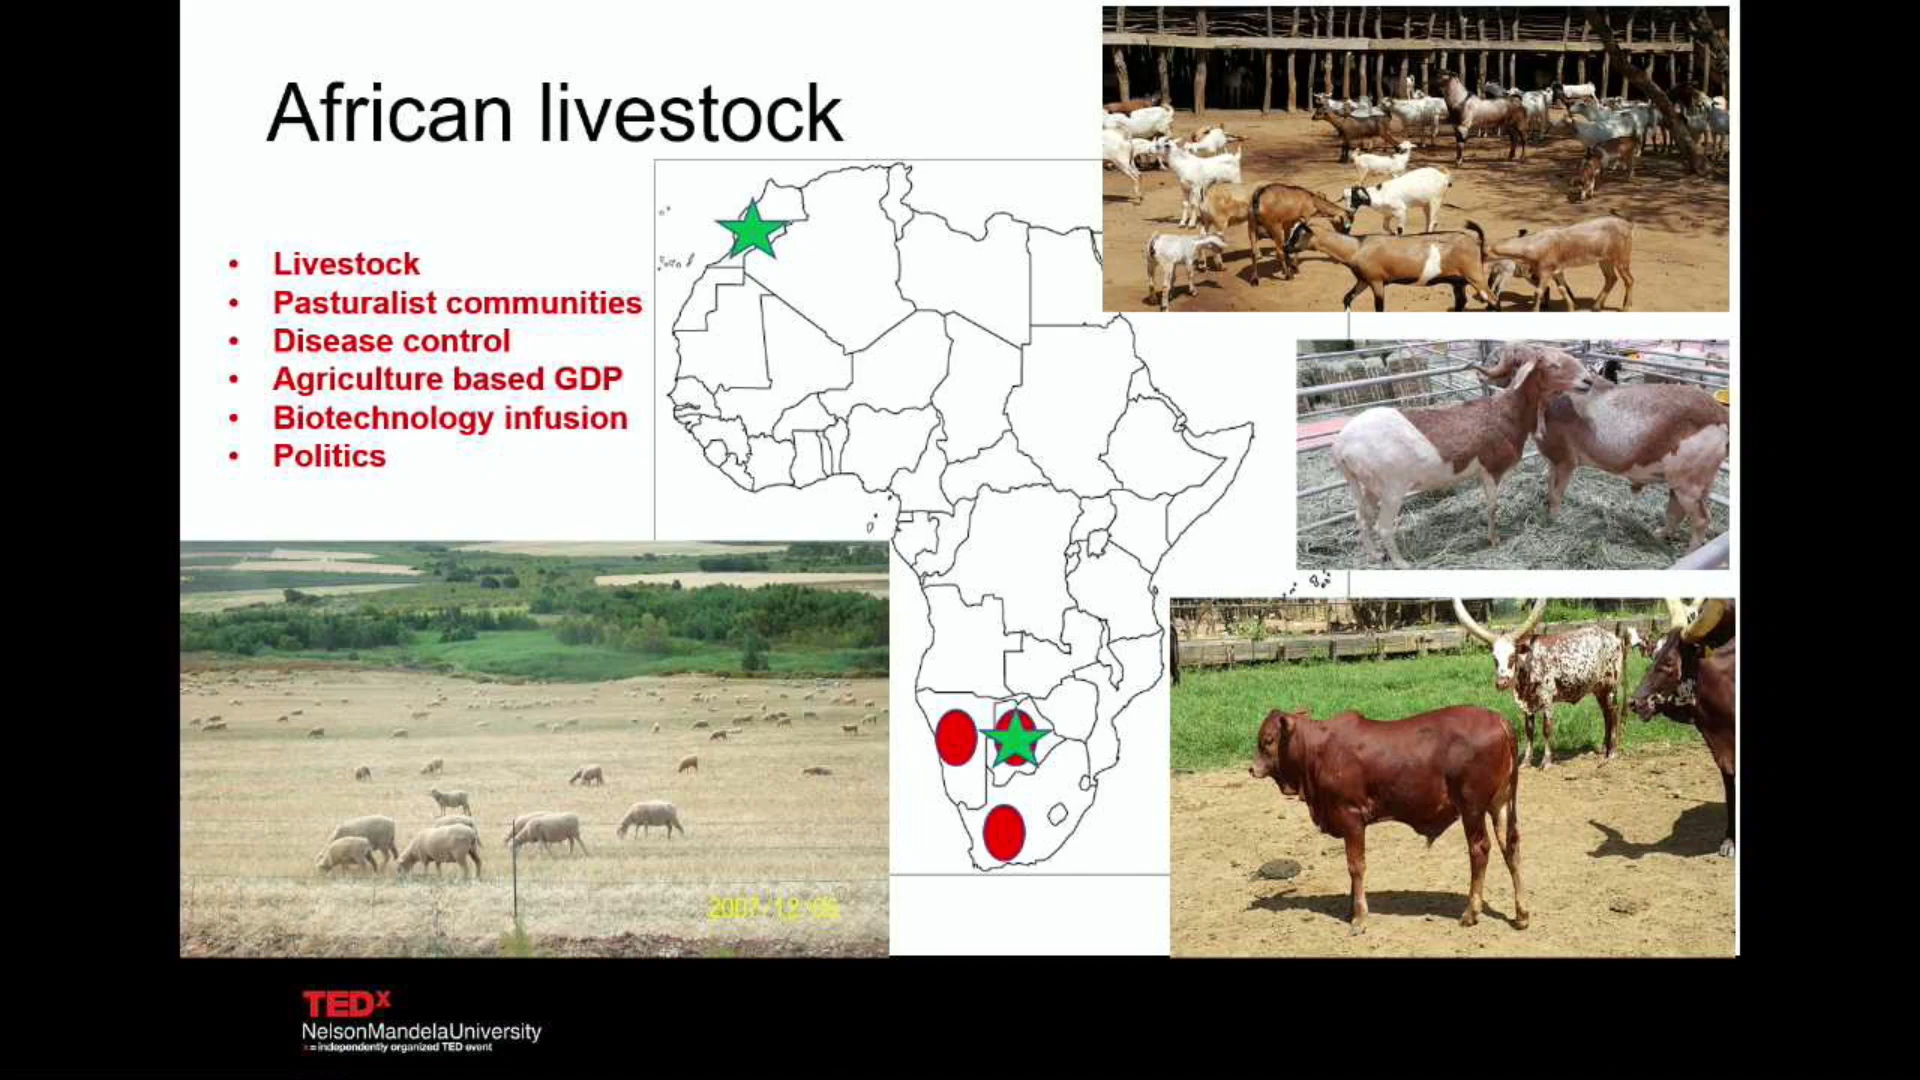 African livestock
• Livestock
• Pasturalist communities
• Disease control
• Agriculture based GDP
• Biotechnology infusion
• Politics
TEDx
NelsonMandelaUniversity
x = independently organized TED event